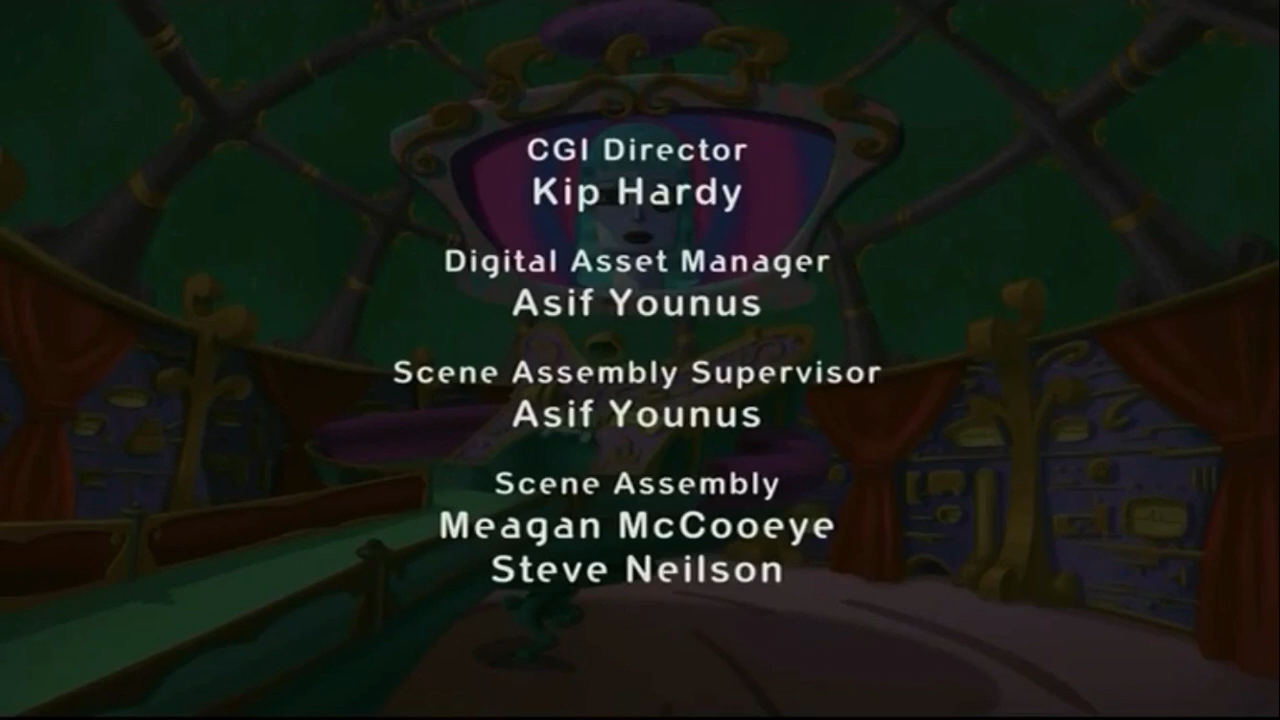 CGI Director
Kip Hardy
Digital Asset Manager
Asif Younus
Scene Assembly Supervisor
Asif Younus
Scene Assembly
Meagan McCooeye
Steve Neilson